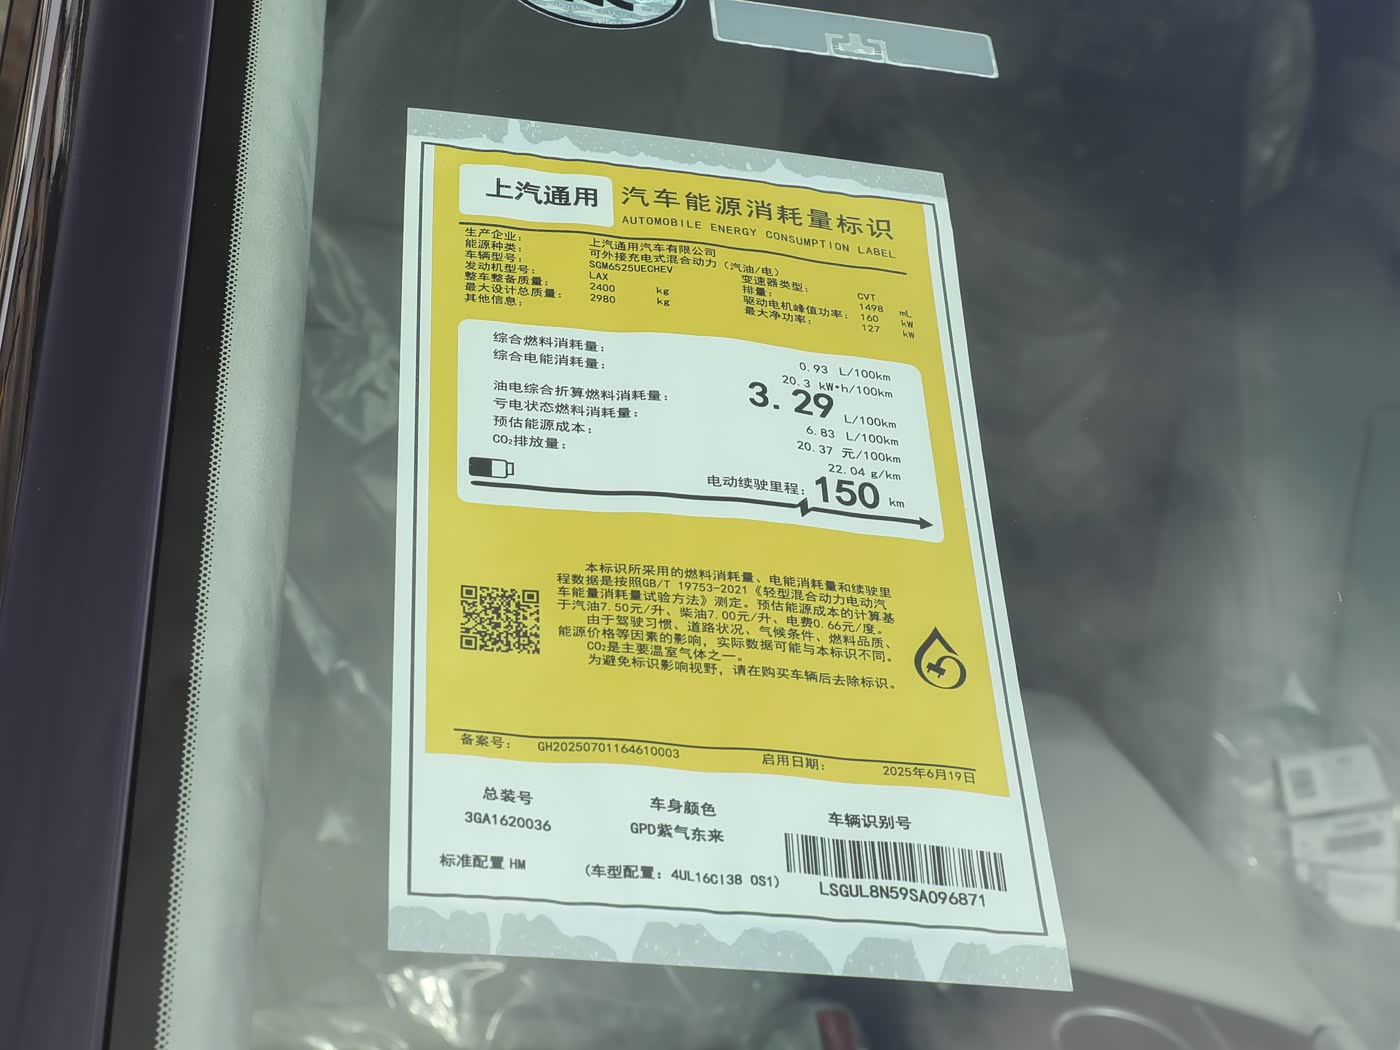 上汽通用
汽车能源消耗量标识
AUTOMOBILE ENERGY CONSUMPTION LABEL
生产企业： 上汽通用汽车有限公司
能源种类： 可外接充电式混合动力（汽油/电）
车辆型号： SGM6525UECHEV 变速器类型： CVT
发动机型号： LAX 排量： 1498 mL
整车整备质量： 2400 kg 驱动电机峰值功率： 160 kW
最大设计总质量： 2980 kg 最大净功率： 127 kW
其他信息：
综合燃料消耗量： 0.93 L/100km
综合电能消耗量： 20.3 kW•h/100km
油电综合折算燃料消耗量： 3.29 L/100km
亏电状态燃料消耗量： 6.83 L/100km
预估能源成本： 20.37 元/100km
CO₂排放量： 22.04 g/km
电动续驶里程： 150 km
本标识所采用的燃料消耗量、电能消耗量和续驶里
程数据是按照GB/T 19753-2021《轻型混合动力电动汽
车能量消耗量试验方法》测定。预估能源成本的计算基
于汽油7.50元/升、柴油7.00元/升、电费0.66元/度。
由于驾驶习惯、道路状况、气候条件、燃料品质、
能源价格等因素的影响，实际数据可能与本标识不同。
CO₂是主要温室气体之一。
为避免标识影响视野，请在购买车辆后去除标识。
备案号： GH20250701164610003 启用日期： 2025年6月19日
总装号 车身颜色 车辆识别号
3GA1620036 GPD紫气东来
标准配置 HM （车型配置：4UL16CI38 OS1）
LSGUL8N59SA096871